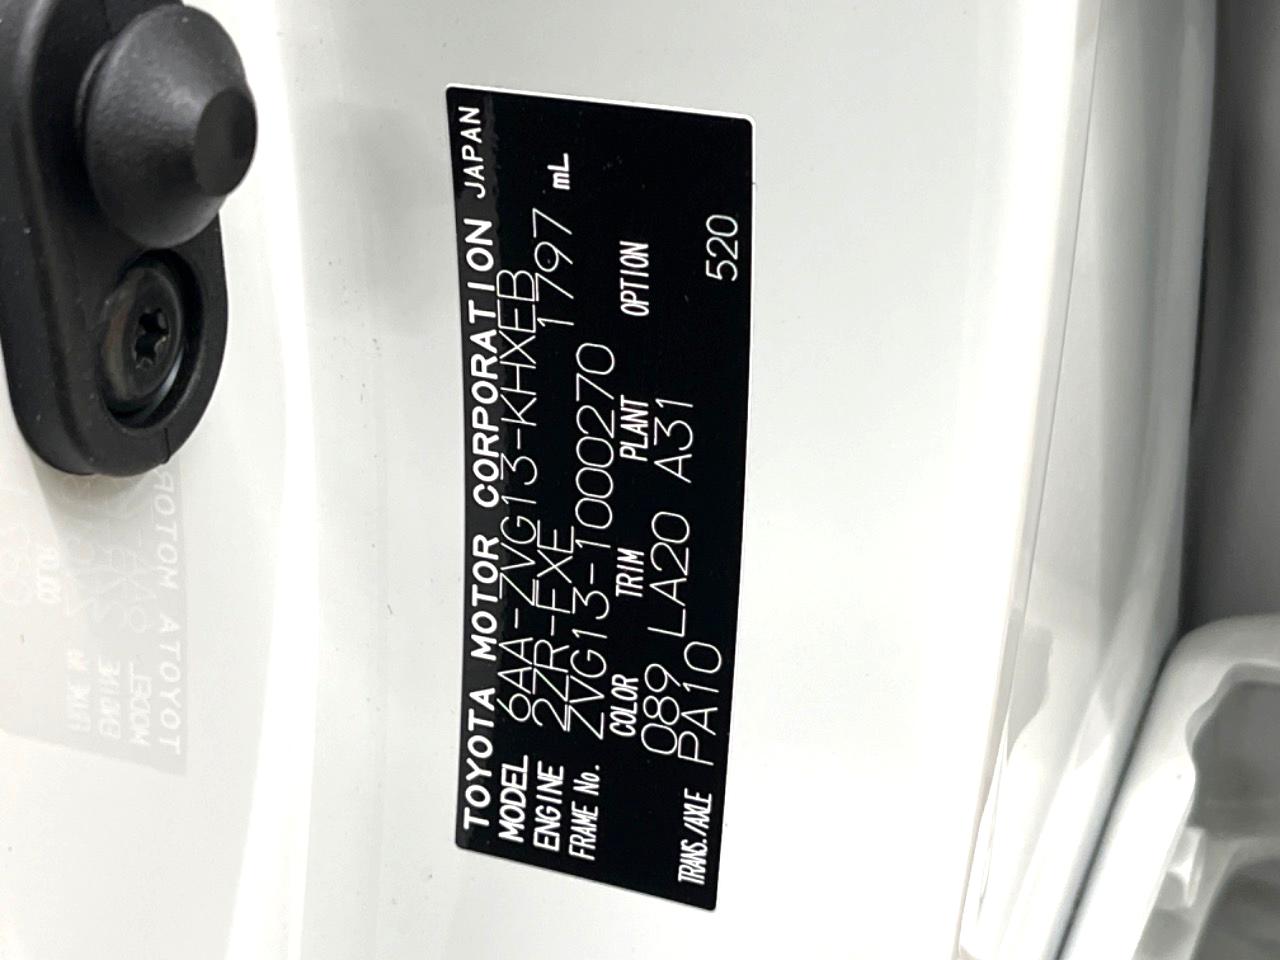 TOYOTA MOTOR CORPORATION JAPAN
MODEL 6AA-ZVG13-KHXEB
ENGINE 2ZR-FXE 1797 mL
FRAME No. ZVG13-1000270
COLOR TRIM PLANT OPTION
089 LA20 A31
TRANS./AXLE PA10 520